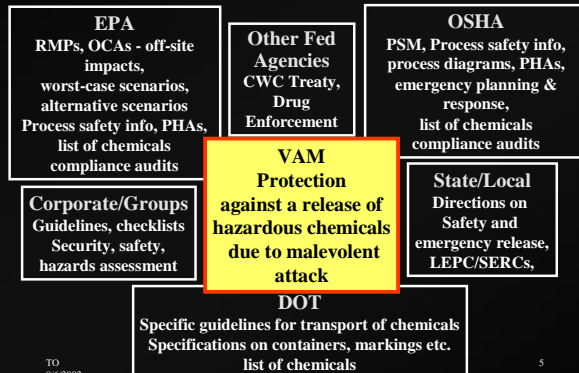 EPA
RMPs, OCAs - off-site
impacts,
worst-case scenarios,
alternative scenarios
Process safety info, PHAs,
list of chemicals
compliance audits
Other Fed
Agencies
CWC Treaty,
Drug
Enforcement
OSHA
PSM, Process safety info,
process diagrams, PHAs,
emergency planning &
response,
list of chemicals
compliance audits
Corporate/Groups
Guidelines, checklists
Security, safety,
hazards assessment
VAM
Protection
against a release of
hazardous chemicals
due to malevolent
attack
State/Local
Directions on
Safety and
emergency release,
LEPC/SERCs,
DOT
Specific guidelines for transport of chemicals
Specifications on containers, markings etc.
list of chemicals
TO
5